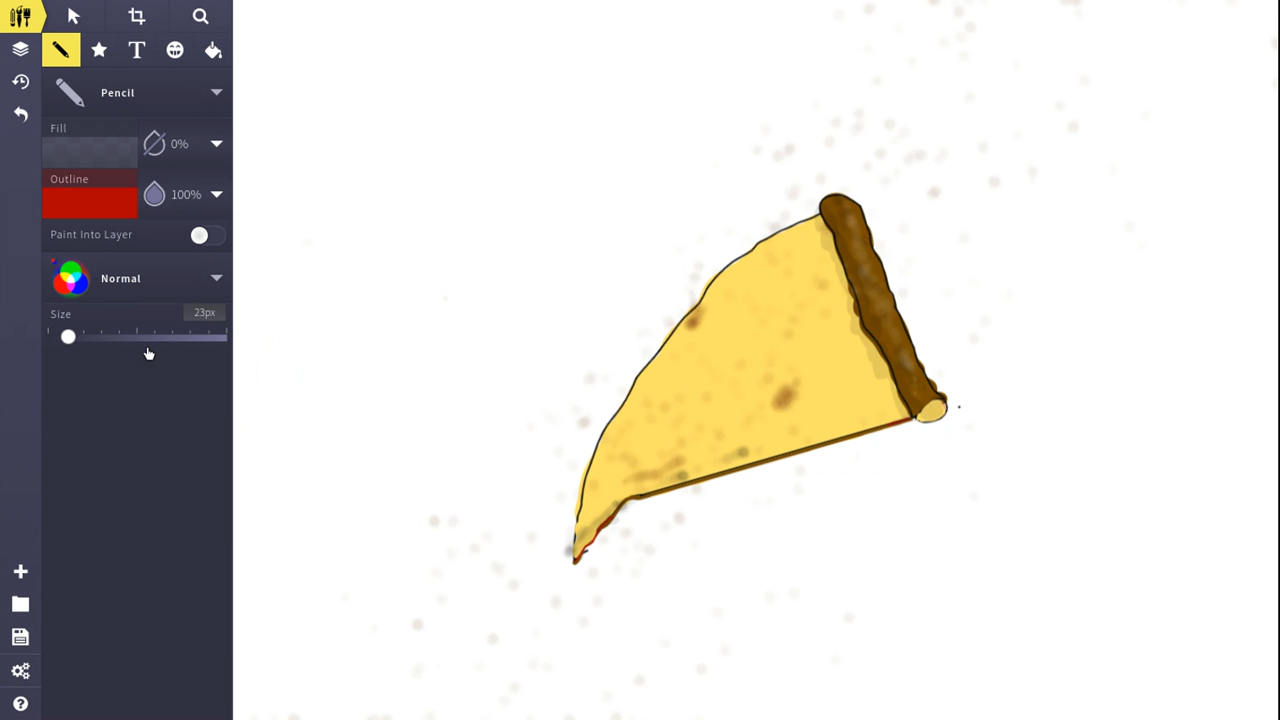 T
Pencil
Fill
0%
Outline
100%
Paint Into Layer
Normal
Size
23px
?